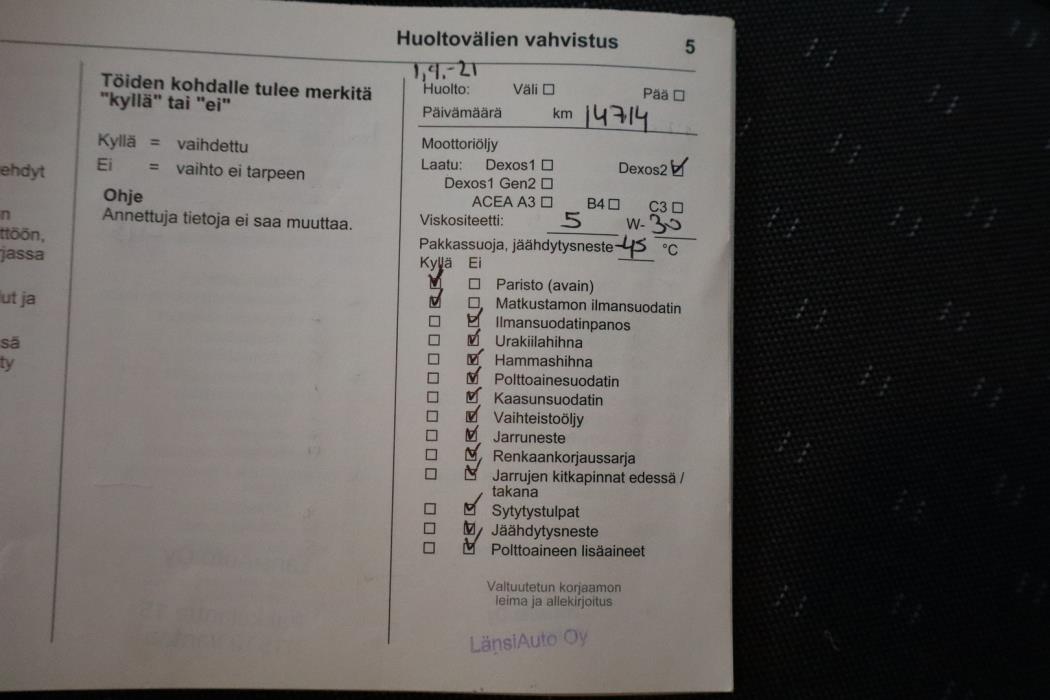 Huoltovälien vahvistus 5
ehdyt
n
ttöön,
jassa
lut ja
sä
ty
Töiden kohdalle tulee merkitä
"kyllä" tai "ei"
Kyllä = vaihdettu
Ei = vaihto ei tarpeen
Ohje
Annettuja tietoja ei saa muuttaa.
1,9.-21
Huolto: Väli ☐ Pää ☐
Päivämäärä km 14714
Moottoriöljy
Laatu: Dexos1 ☐ Dexos2 ☑
Dexos1 Gen2 ☐
ACEA A3 ☐ B4 ☐ C3 ☐
Viskositeetti: 5 W- 30
Pakkassuoja, jäähdytysneste -45 °C
Kyllä Ei
☑ ☐ Paristo (avain)
☑ ☐ Matkustamon ilmansuodatin
☐ ☑ Ilmansuodatinpanos
☐ ☑ Urakiilahihna
☐ ☑ Hammashihna
☐ ☑ Polttoainesuodatin
☐ ☑ Kaasunsuodatin
☐ ☑ Vaihteistoöljy
☐ ☑ Jarruneste
☐ ☑ Renkaankorjaussarja
☐ ☑ Jarrujen kitkapinnat edessä /
takana
☐ ☑ Sytytystulpat
☐ ☑ Jäähdytysneste
☐ ☑ Polttoaineen lisäaineet
Valtuutetun korjaamon
leima ja allekirjoitus
LänsiAuto Oy